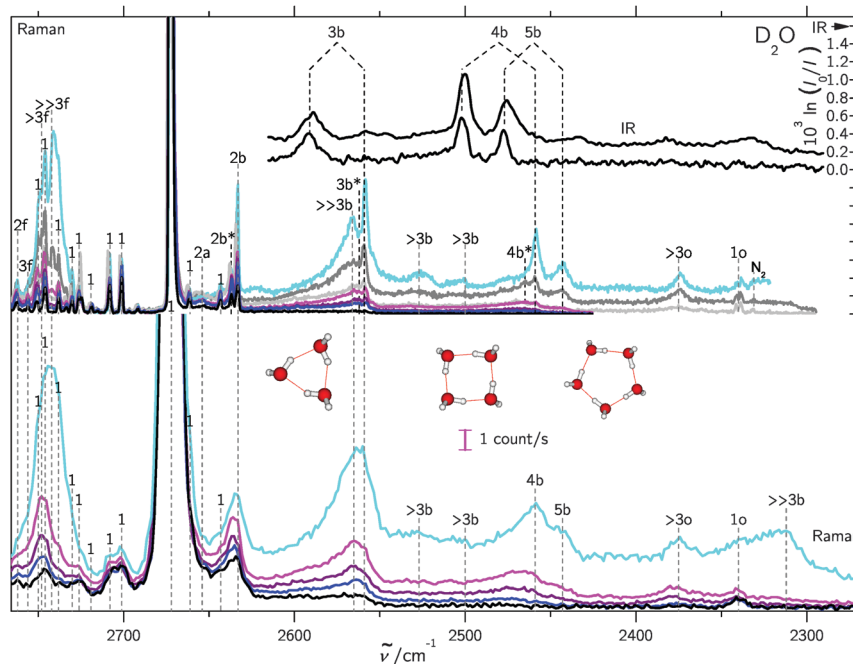 Raman
3b
4b
5b
D2O
IR
1.4
1.2
1.0
0.8
0.6
0.4
0.2
0.0
10³ ln (I₀/I)
IR
>>3f
>3f
1
1
2f
3f
1
1
1
1
1
1
2a
2b*
1
2b
3b*
>>3b
>3b
>3b
4b*
>3o
1o
N₂
1
1 count/s
1
1
1
1
1
1
1
1
1
1
1
4b
5b
>3b
>3b
>3o
1o
>>3b
Rama
2700
2600
2500
2400
2300
ν̃/cm⁻¹